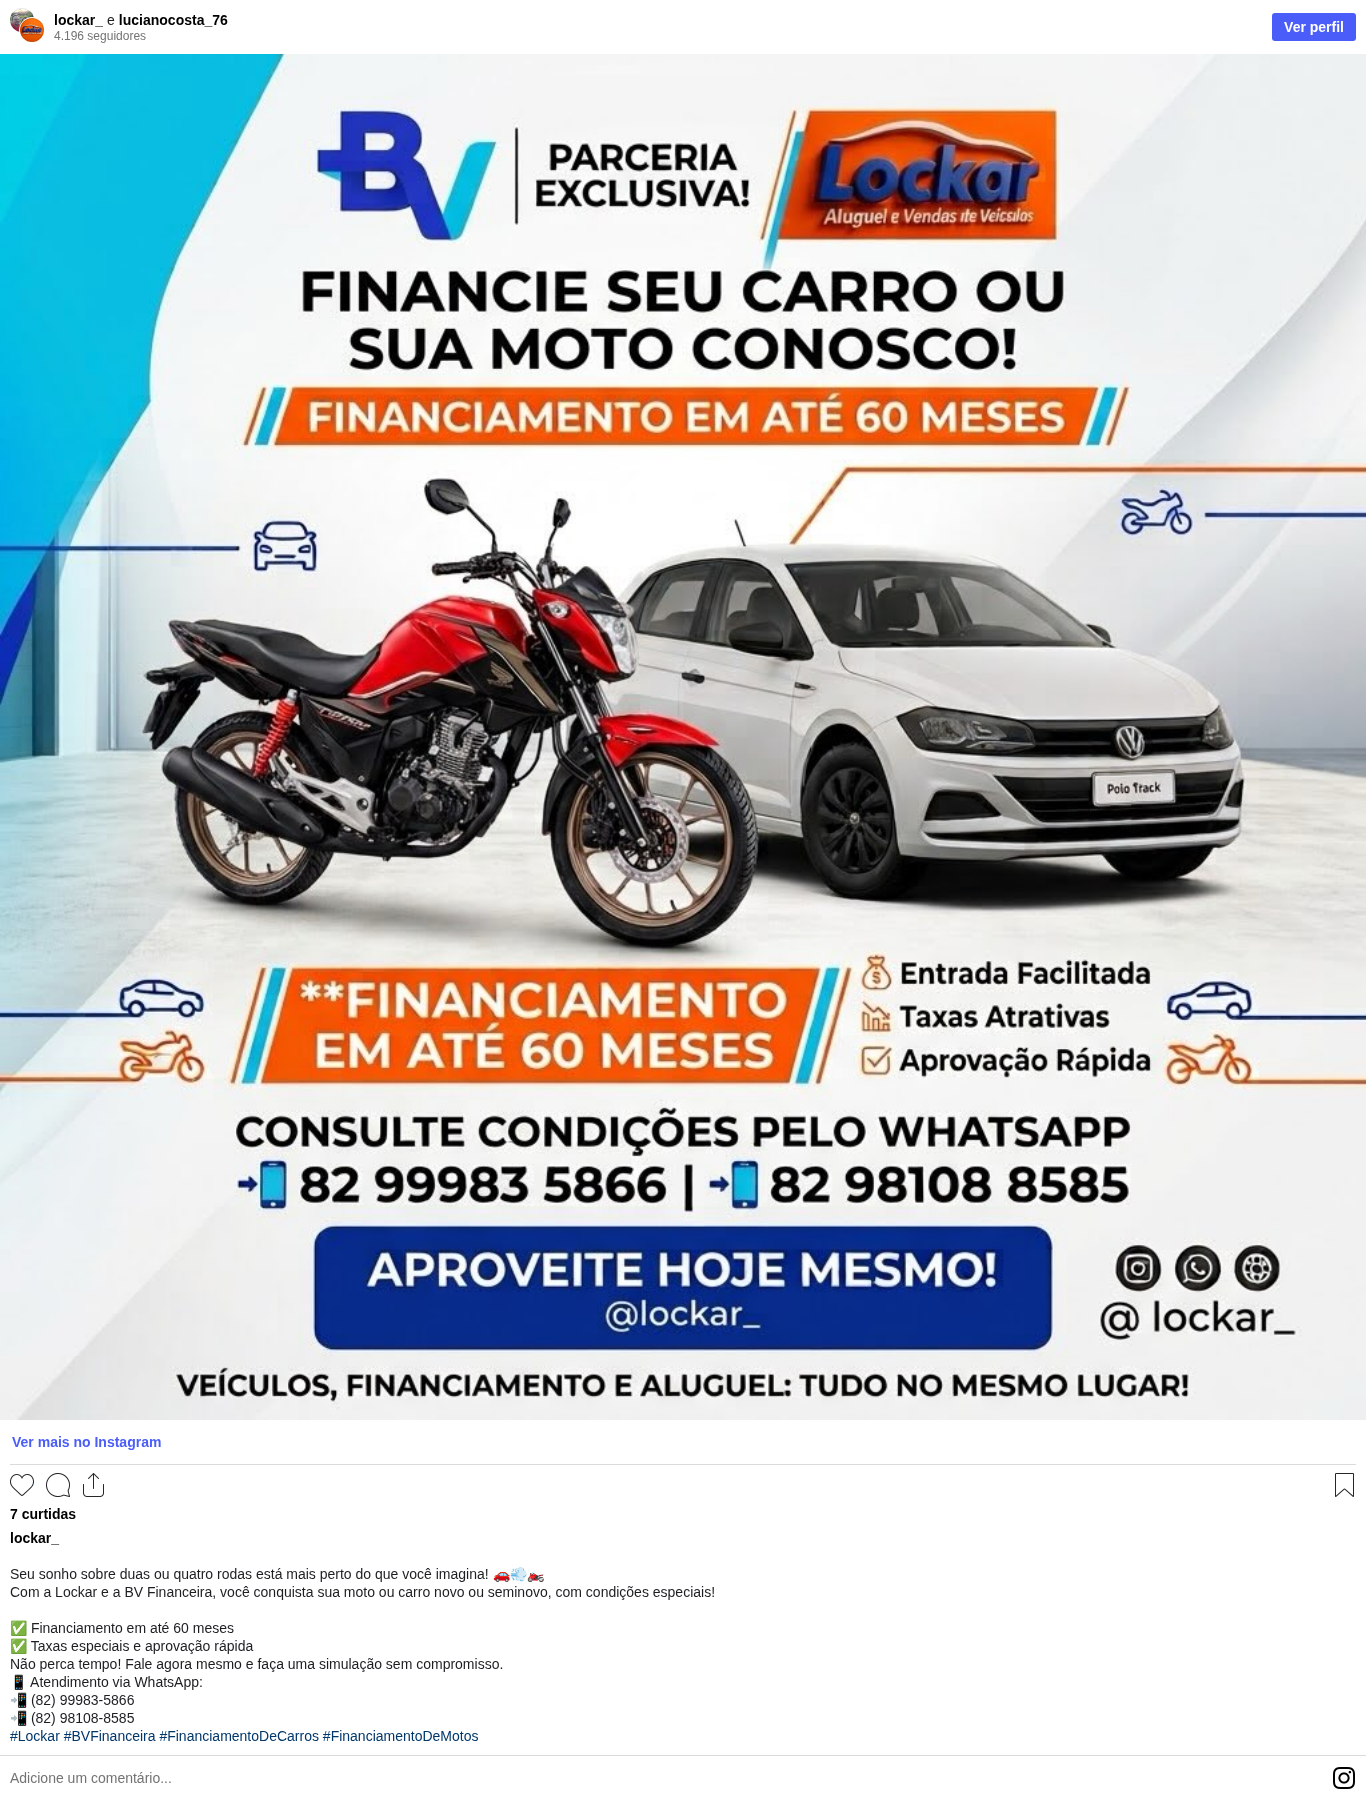 lockar_ e lucianocosta_76
4.196 seguidores
Ver perfil
BV
PARCERIA
EXCLUSIVA!
Lockar
Aluguel e Vendas de Veículos
FINANCIE SEU CARRO OU
SUA MOTO CONOSCO!
FINANCIAMENTO EM ATÉ 60 MESES
Polo Track
**FINANCIAMENTO
EM ATÉ 60 MESES
Entrada Facilitada
Taxas Atrativas
Aprovação Rápida
CONSULTE CONDIÇÕES PELO WHATSAPP
📲 82 99983 5866 | 📲 82 98108 8585
APROVEITE HOJE MESMO!
@lockar_
@ lockar_
VEÍCULOS, FINANCIAMENTO E ALUGUEL: TUDO NO MESMO LUGAR!
Ver mais no Instagram
7 curtidas
lockar_
Seu sonho sobre duas ou quatro rodas está mais perto do que você imagina! 🚗💨🏍️
Com a Lockar e a BV Financeira, você conquista sua moto ou carro novo ou seminovo, com condições especiais!
✅ Financiamento em até 60 meses
✅ Taxas especiais e aprovação rápida
Não perca tempo! Fale agora mesmo e faça uma simulação sem compromisso.
📱 Atendimento via WhatsApp:
📲 (82) 99983-5866
📲 (82) 98108-8585
#Lockar #BVFinanceira #FinanciamentoDeCarros #FinanciamentoDeMotos
Adicione um comentário...